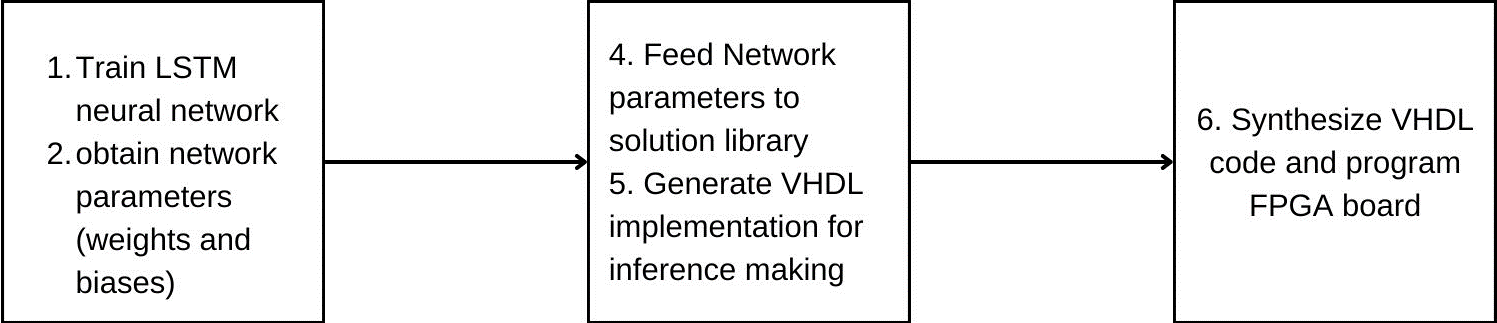 1. Train LSTM
neural network
2. obtain network
parameters
(weights and
biases)
4. Feed Network
parameters to
solution library
5. Generate VHDL
implementation for
inference making
6. Synthesize VHDL
code and program
FPGA board